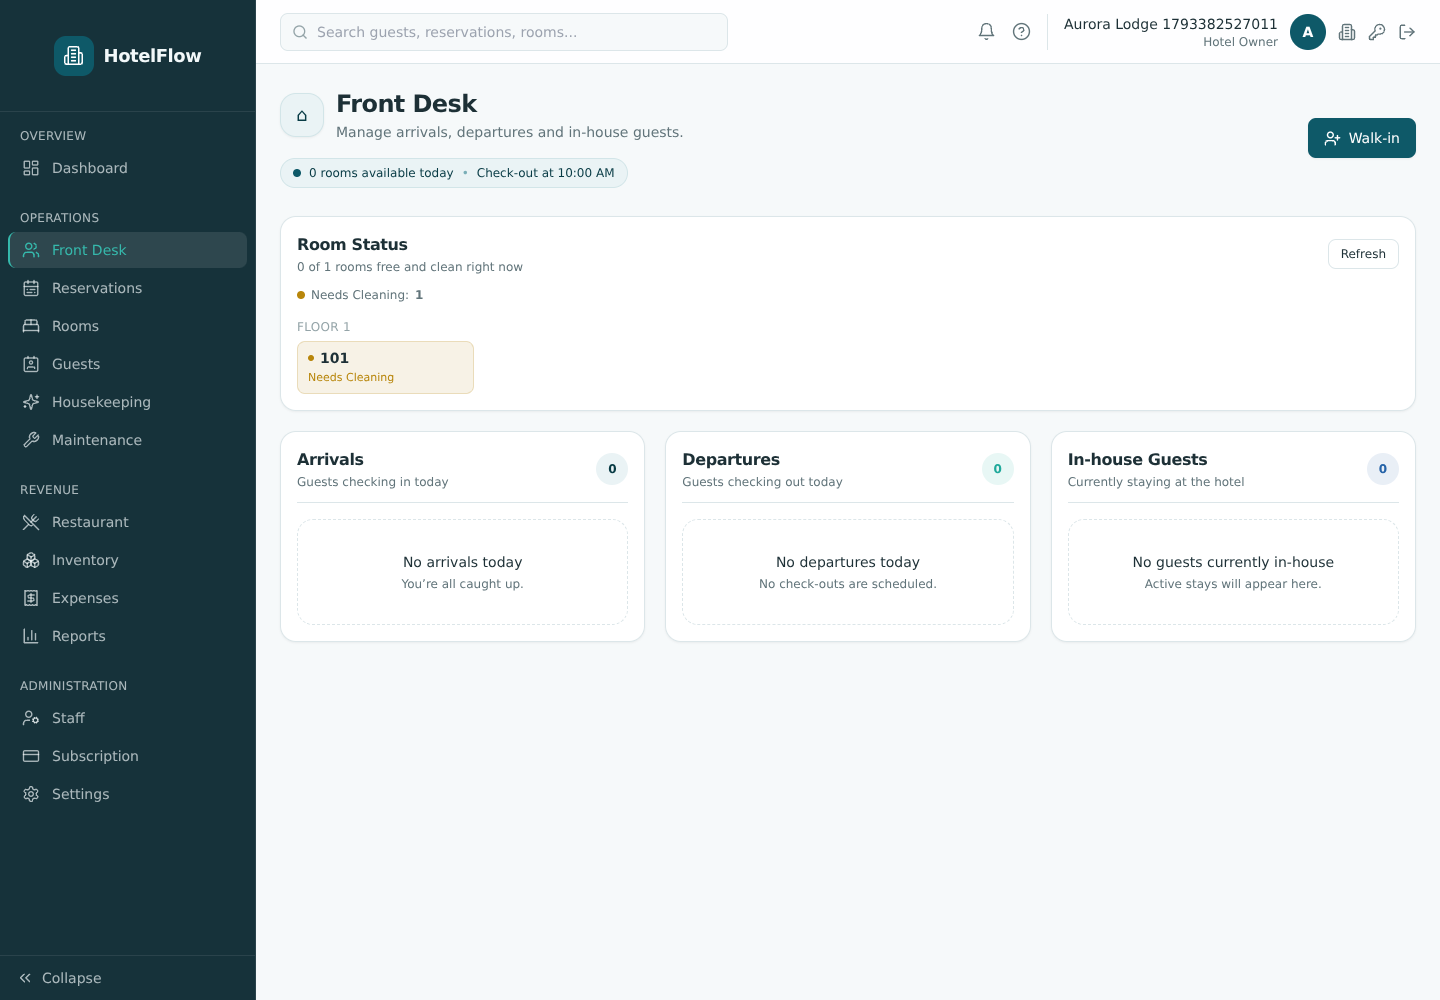 HotelFlow
OVERVIEW
Dashboard
OPERATIONS
Front Desk
Reservations
Rooms
Guests
Housekeeping
Maintenance
REVENUE
Restaurant
Inventory
Expenses
Reports
ADMINISTRATION
Staff
Subscription
Settings
Collapse
Search guests, reservations, rooms...
Aurora Lodge 1793382527011
Hotel Owner
A
Front Desk
Manage arrivals, departures and in-house guests.
0 rooms available today • Check-out at 10:00 AM
Walk-in
Room Status
0 of 1 rooms free and clean right now
Refresh
Needs Cleaning: 1
FLOOR 1
101
Needs Cleaning
Arrivals
Guests checking in today
0
No arrivals today
You’re all caught up.
Departures
Guests checking out today
0
No departures today
No check-outs are scheduled.
In-house Guests
Currently staying at the hotel
0
No guests currently in-house
Active stays will appear here.